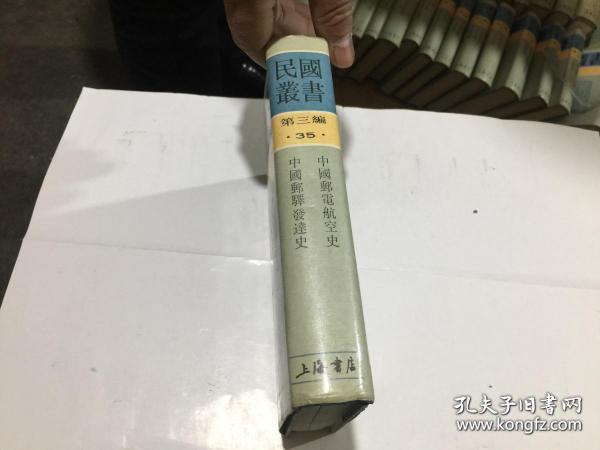 民國
叢書
第三編
·35·
中國郵電航空史
中國郵驛發達史
上海書店
孔夫子旧书网
www.kongfz.com